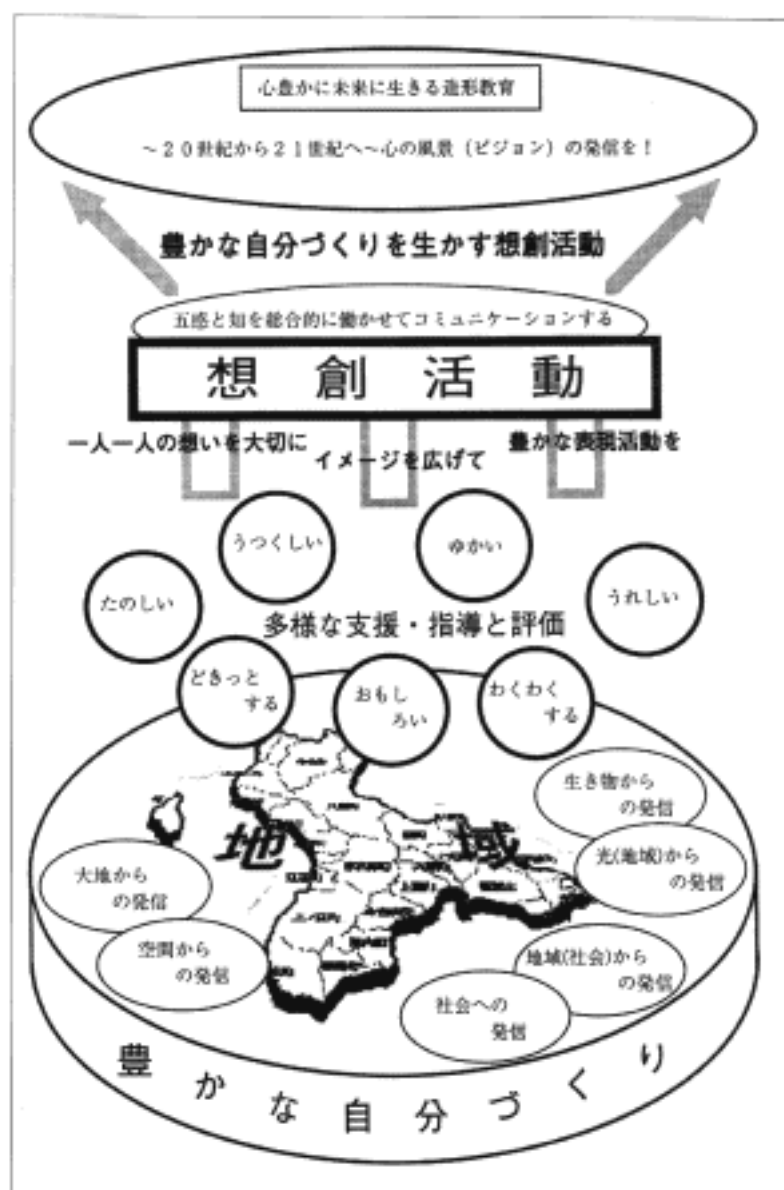 心豊かに未来に生きる造形教育
～２０世紀から２１世紀へ～心の風景（ビジョン）の発信を！
豊かな自分づくりを生かす想創活動
五感と知を総合的に働かせてコミュニケーションする
想創活動
一人一人の想いを大切に
イメージを広げて
豊かな表現活動を
うつくしい
ゆかい
たのしい
うれしい
多様な支援・指導と評価
どきっと
する
おもし
ろい
わくわく
する
生き物から
の発信
地域
光(地域)から
の発信
大地から
の発信
空間から
の発信
地域(社会)から
の発信
社会への
発信
豊かな自分づくり